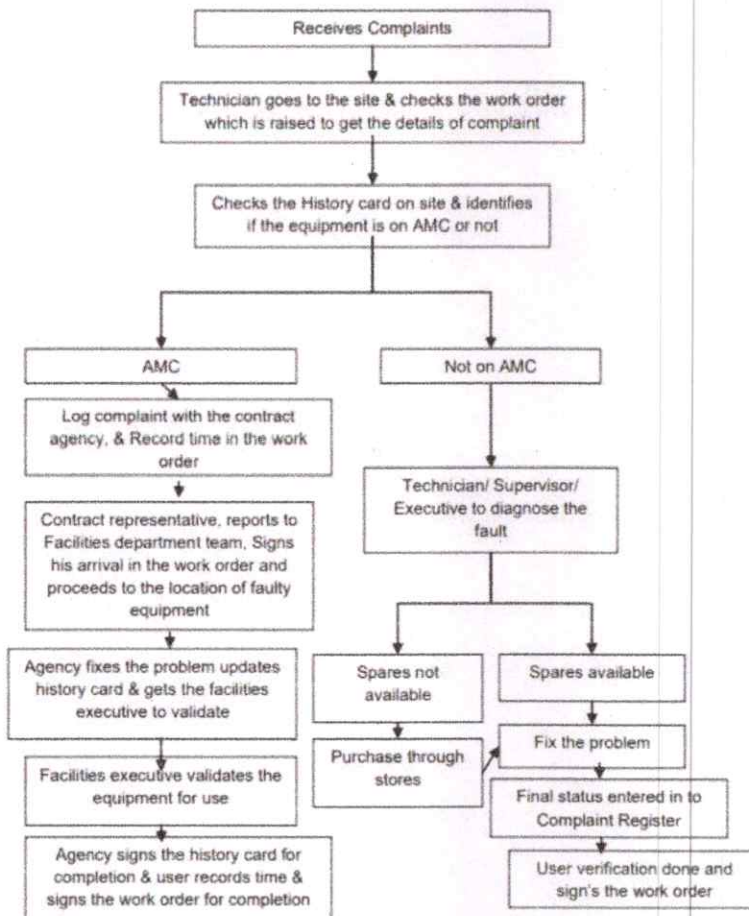 Receives Complaints
Technician goes to the site & checks the work order
which is raised to get the details of complaint
Checks the History card on site & identifies
if the equipment is on AMC or not
AMC
Log complaint with the contract
agency, & Record time in the work
order
Contract representative, reports to
Facilities department team, Signs
his arrival in the work order and
proceeds to the location of faulty
equipment
Agency fixes the problem updates
history card & gets the facilities
executive to validate
Facilities executive validates the
equipment for use
Agency signs the history card for
completion & user records time &
signs the work order for completion
Not on AMC
Technician/ Supervisor/
Executive to diagnose the
fault
Spares not
available
Purchase through
stores
Spares available
Fix the problem
Final status entered in to
Complaint Register
User verification done and
sign's the work order